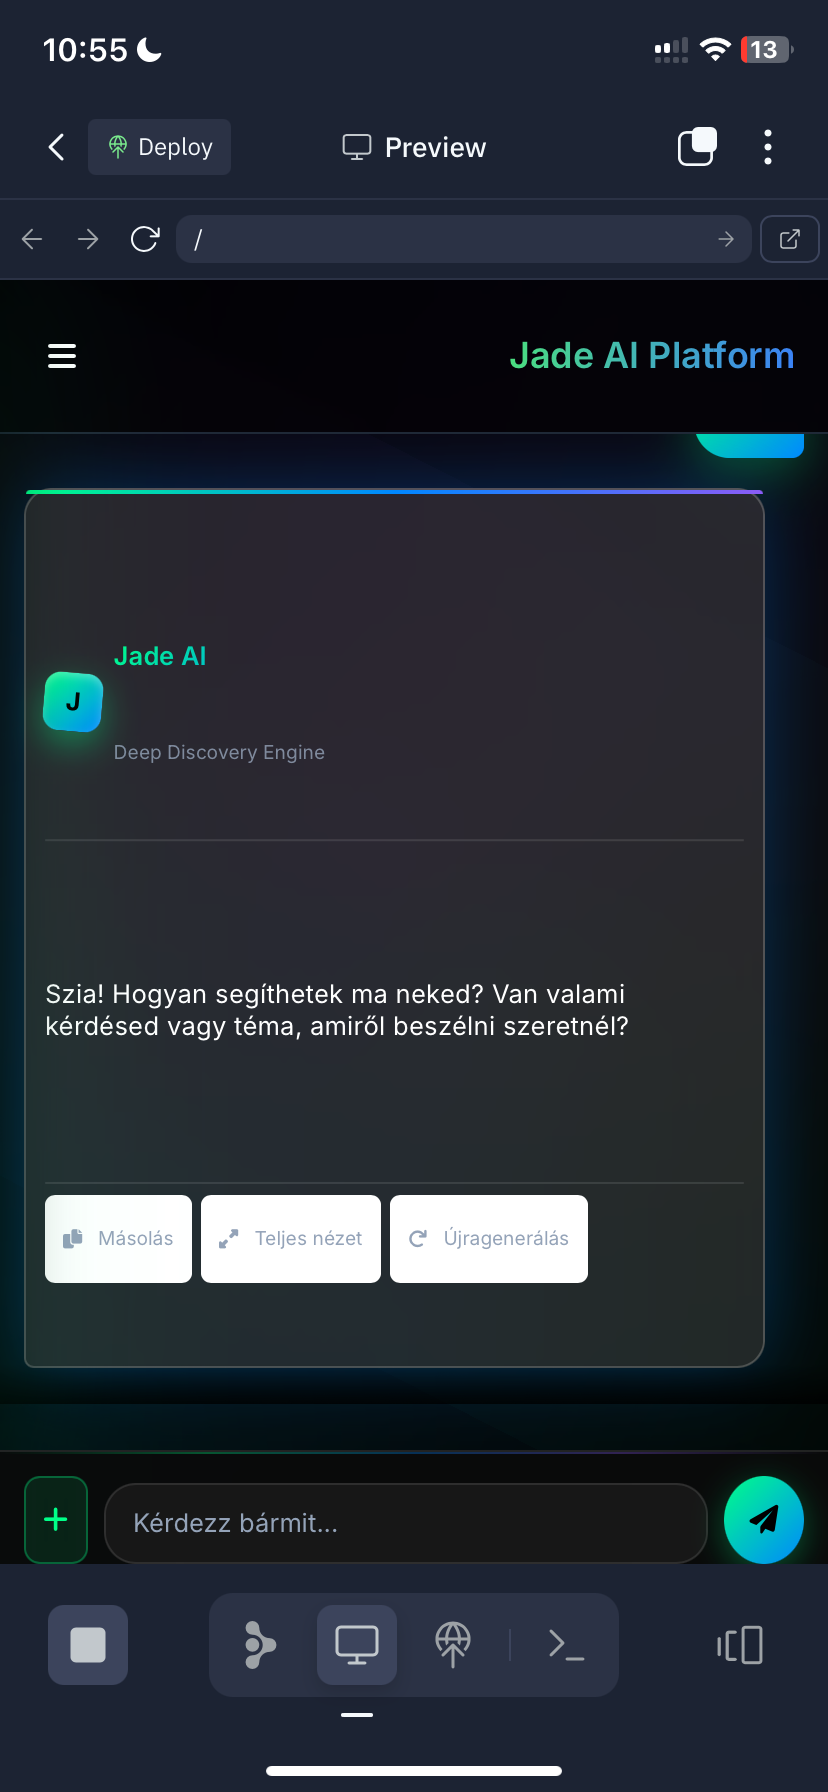 10:55
13
Deploy
Preview
/
Jade AI Platform
Jade AI
J
Deep Discovery Engine
Szia! Hogyan segíthetek ma neked? Van valami
kérdésed vagy téma, amiről beszélni szeretnél?
Másolás
Teljes nézet
Újragenerálás
Kérdezz bármit...